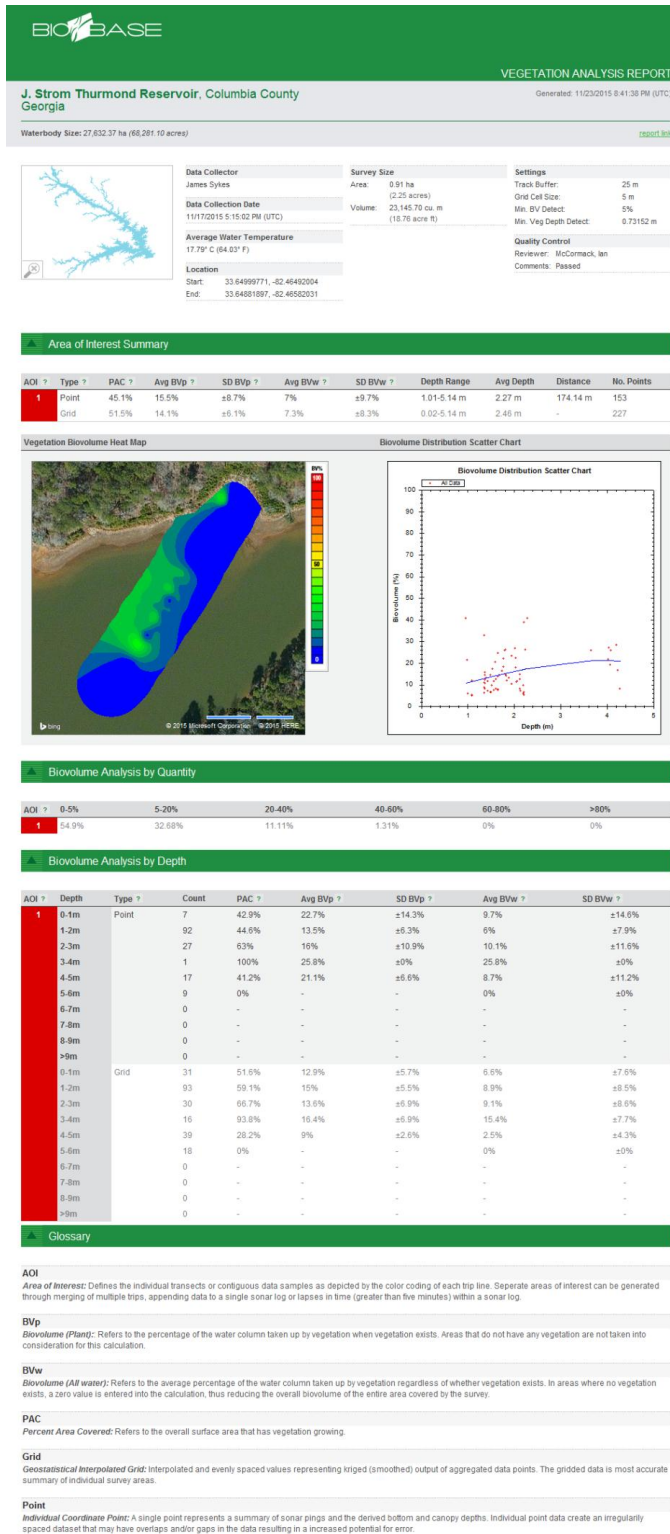 BIOBASE
VEGETATION ANALYSIS REPORT
J. Strom Thurmond Reservoir, Columbia County
Georgia
Generated: 11/23/2015 8:41:38 PM (UTC)
Waterbody Size: 27,632.37 ha (68,281.10 acres)
report link
Data Collector
James Sykes
Data Collection Date
11/17/2015 5:15:02 PM (UTC)
Average Water Temperature
17.79° C (64.03° F)
Location
Start: 33.64999771, -82.46492004
End: 33.64881897, -82.46582031
Survey Size
Area: 0.91 ha
(2.25 acres)
Volume: 23,145.70 cu. m
(18.76 acre ft)
Settings
Track Buffer: 25 m
Grid Cell Size: 5 m
Min. BV Detect: 5%
Min. Veg Depth Detect: 0.73152 m
Quality Control
Reviewer: McCormack, Ian
Comments: Passed
Area of Interest Summary
AOI ? Type ? PAC ? Avg BVp ? SD BVp ? Avg BVw ? SD BVw ? Depth Range Avg Depth Distance No. Points
1 Point 45.1% 15.5% ±8.7% 7% ±9.7% 1.01-5.14 m 2.27 m 174.14 m 153
Grid 51.5% 14.1% ±6.1% 7.3% ±8.3% 0.02-5.14 m 2.46 m - 227
Vegetation Biovolume Heat Map
BV%
100
50
0
bing
© 2015 Microsoft Corporation © 2015 HERE
Biovolume Distribution Scatter Chart
Biovolume Distribution Scatter Chart
All Data
Biovolume (%)
100
90
80
70
60
50
40
30
20
10
0
0 1 2 3 4 5
Depth (m)
Biovolume Analysis by Quantity
AOI ? 0-5% 5-20% 20-40% 40-60% 60-80% >80%
1 54.9% 32.68% 11.11% 1.31% 0% 0%
Biovolume Analysis by Depth
AOI ? Depth Type ? Count PAC ? Avg BVp ? SD BVp ? Avg BVw ? SD BVw ?
1 0-1m Point 7 42.9% 22.7% ±14.3% 9.7% ±14.6%
1-2m 92 44.6% 13.5% ±6.3% 6% ±7.9%
2-3m 27 63% 16% ±10.9% 10.1% ±11.6%
3-4m 1 100% 25.8% ±0% 25.8% ±0%
4-5m 17 41.2% 21.1% ±6.6% 8.7% ±11.2%
5-6m 9 0% - - 0% ±0%
6-7m 0 - - - - -
7-8m 0 - - - - -
8-9m 0 - - - - -
>9m 0 - - - - -
0-1m Grid 31 51.6% 12.9% ±5.7% 6.6% ±7.6%
1-2m 93 59.1% 15% ±5.5% 8.9% ±8.5%
2-3m 30 66.7% 13.6% ±6.9% 9.1% ±8.6%
3-4m 16 93.8% 16.4% ±6.9% 15.4% ±7.7%
4-5m 39 28.2% 9% ±2.6% 2.5% ±4.3%
5-6m 18 0% - - 0% ±0%
6-7m 0 - - - - -
7-8m 0 - - - - -
8-9m 0 - - - - -
>9m 0 - - - - -
Glossary
AOI
Area of Interest: Defines the individual transects or contiguous data samples as depicted by the color coding of each trip line. Seperate areas of interest can be generated
through merging of multiple trips, appending data to a single sonar log or lapses in time (greater than five minutes) within a sonar log.
BVp
Biovolume (Plant): Refers to the percentage of the water column taken up by vegetation when vegetation exists. Areas that do not have any vegetation are not taken into
consideration for this calculation.
BVw
Biovolume (All water): Refers to the average percentage of the water column taken up by vegetation regardless of whether vegetation exists. In areas where no vegetation
exists, a zero value is entered into the calculation, thus reducing the overall biovolume of the entire area covered by the survey.
PAC
Percent Area Covered: Refers to the overall surface area that has vegetation growing.
Grid
Geostatistical Interpolated Grid: Interpolated and evenly spaced values representing kriged (smoothed) output of aggregated data points. The gridded data is most accurate
summary of individual survey areas.
Point
Individual Coordinate Point: A single point represents a summary of sonar pings and the derived bottom and canopy depths. Individual point data create an irregularly
spaced dataset that may have overlaps and/or gaps in the data resulting in a increased potential for error.